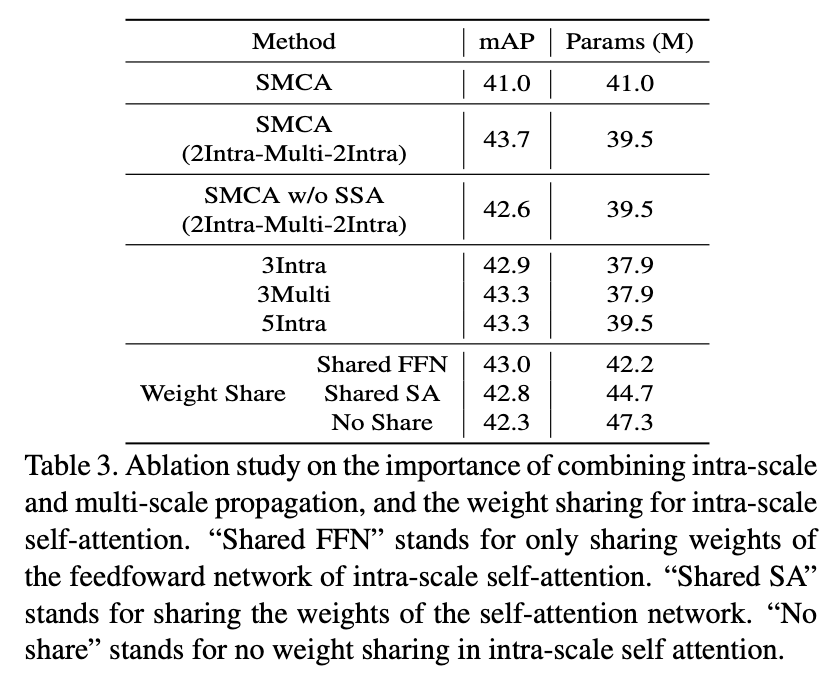 Method mAP Params (M)
SMCA 41.0 41.0
SMCA
(2Intra-Multi-2Intra) 43.7 39.5
SMCA w/o SSA
(2Intra-Multi-2Intra) 42.6 39.5
3Intra 42.9 37.9
3Multi 43.3 37.9
5Intra 43.3 39.5
Shared FFN 43.0 42.2
Weight Share Shared SA 42.8 44.7
No Share 42.3 47.3
Table 3. Ablation study on the importance of combining intra-scale
and multi-scale propagation, and the weight sharing for intra-scale
self-attention. “Shared FFN” stands for only sharing weights of
the feedfoward network of intra-scale self-attention. “Shared SA”
stands for sharing the weights of the self-attention network. “No
share” stands for no weight sharing in intra-scale self attention.